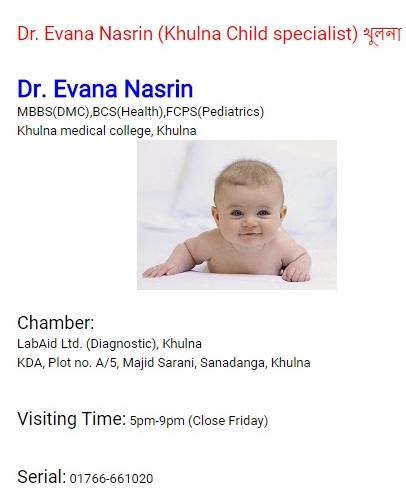 Dr. Evana Nasrin (Khulna Child specialist) খুলনা
Dr. Evana Nasrin
MBBS(DMC),BCS(Health),FCPS(Pediatrics)
Khulna medical college, Khulna
Chamber:
LabAid Ltd. (Diagnostic), Khulna
KDA, Plot no. A/5, Majid Sarani, Sanadanga, Khulna
Visiting Time: 5pm-9pm (Close Friday)
Serial: 01766-661020